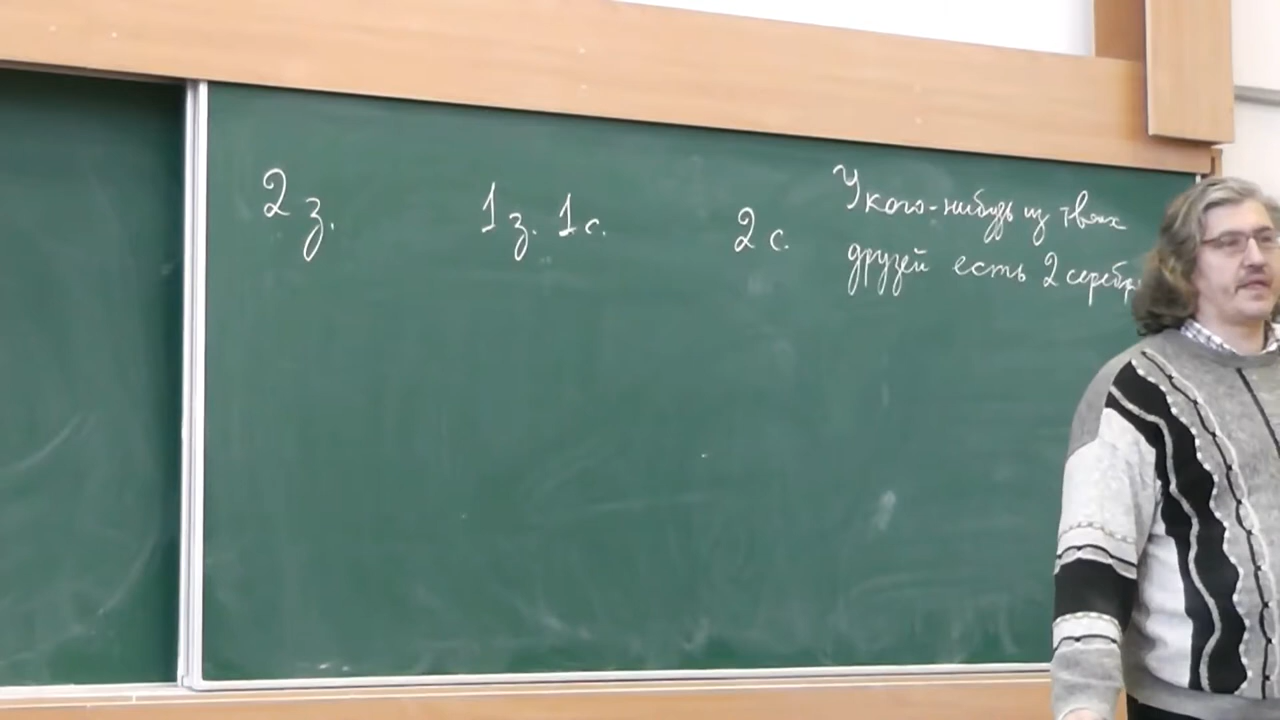 2 з.
1 з. 1 с.
2 с.
У кого-нибудь из твоих
друзей есть 2 серебр